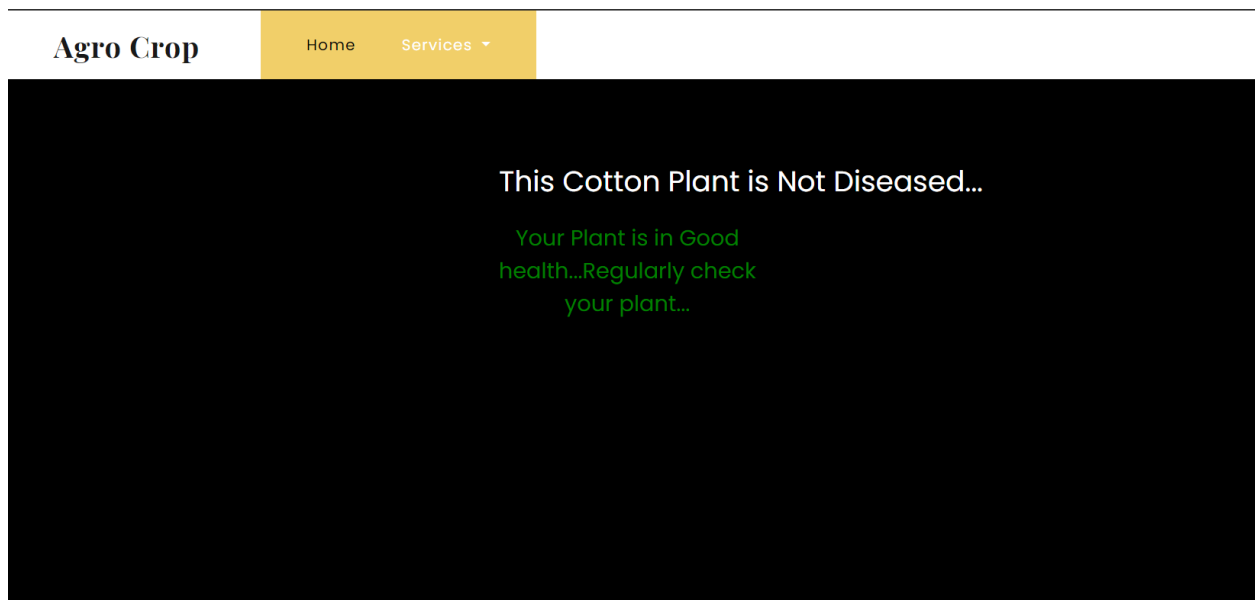 Agro Crop
Home Services
This Cotton Plant is Not Diseased...
Your Plant is in Good
health...Regularly check
your plant...